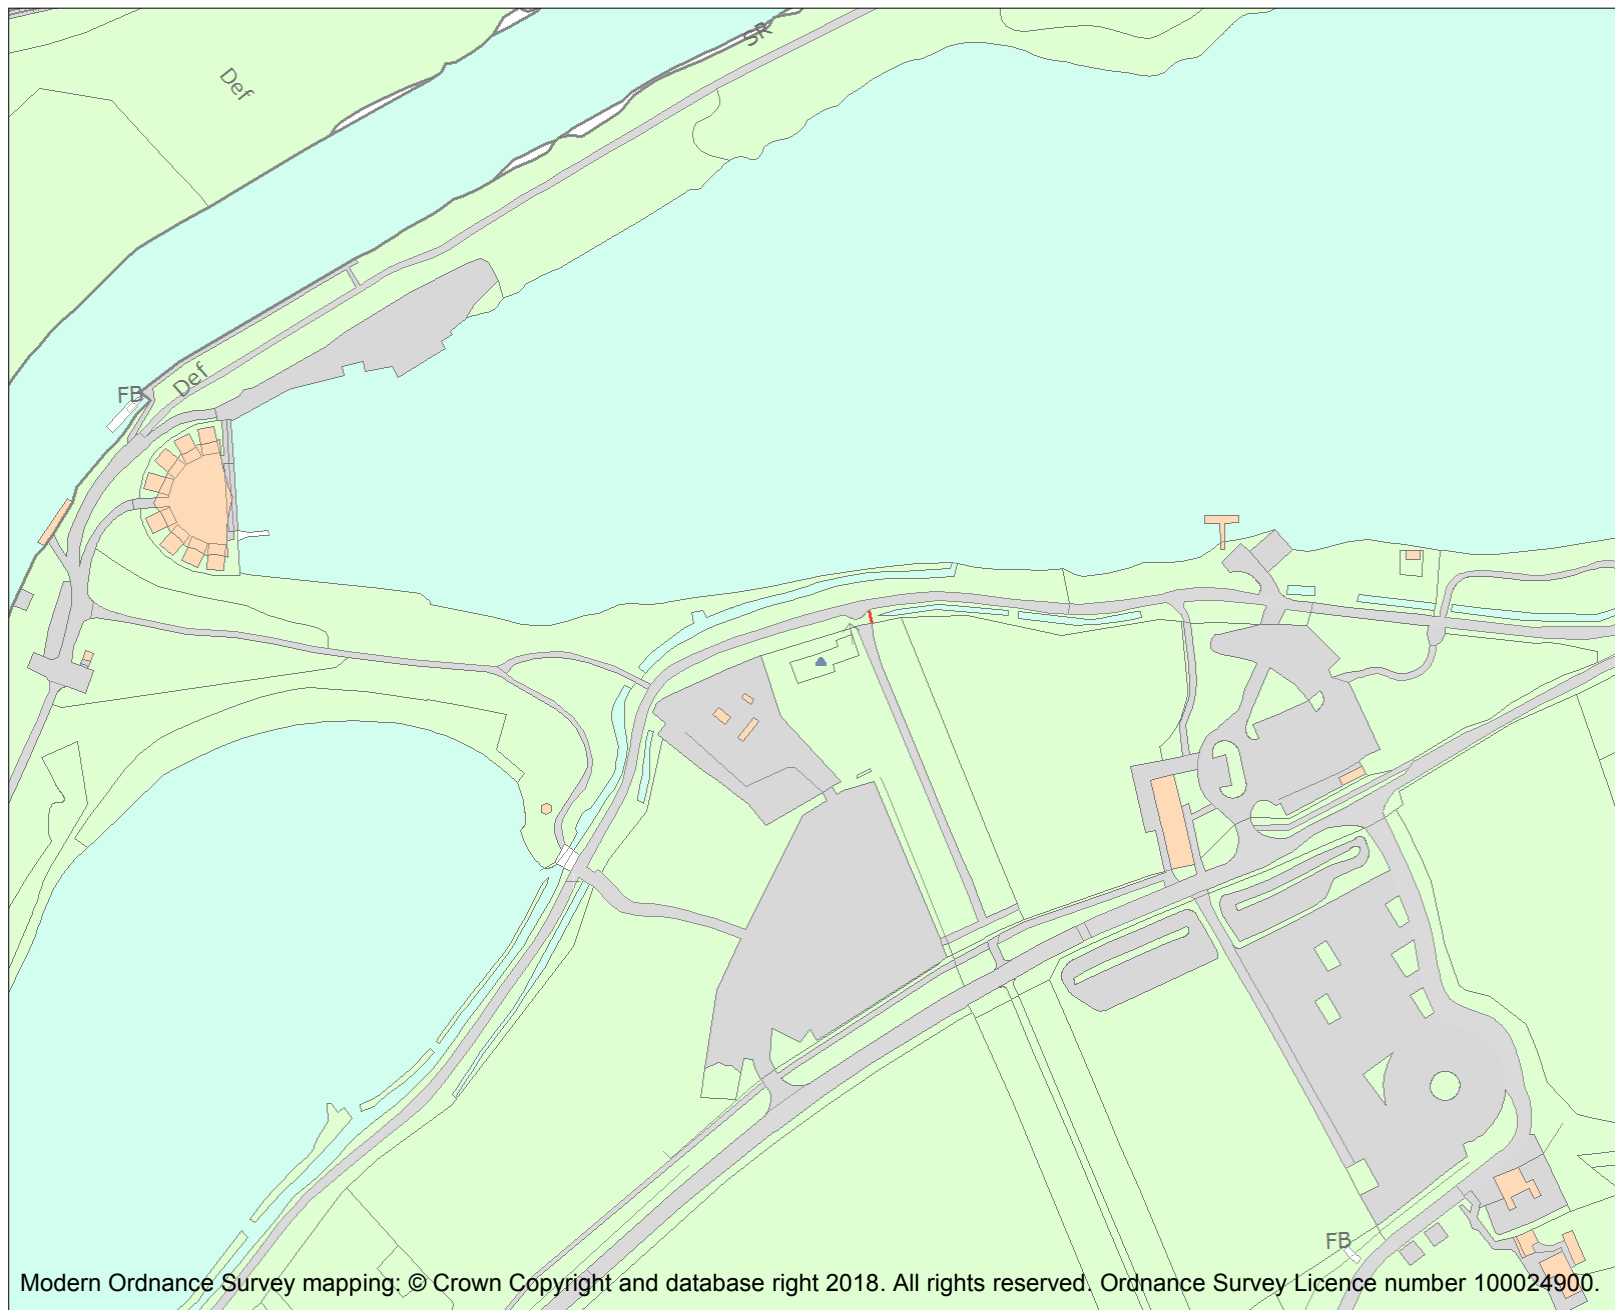 SR
Def
FB
Def
FB
Modern Ordnance Survey mapping: © Crown Copyright and database right 2018. All rights reserved. Ordnance Survey Licence number 100024900.